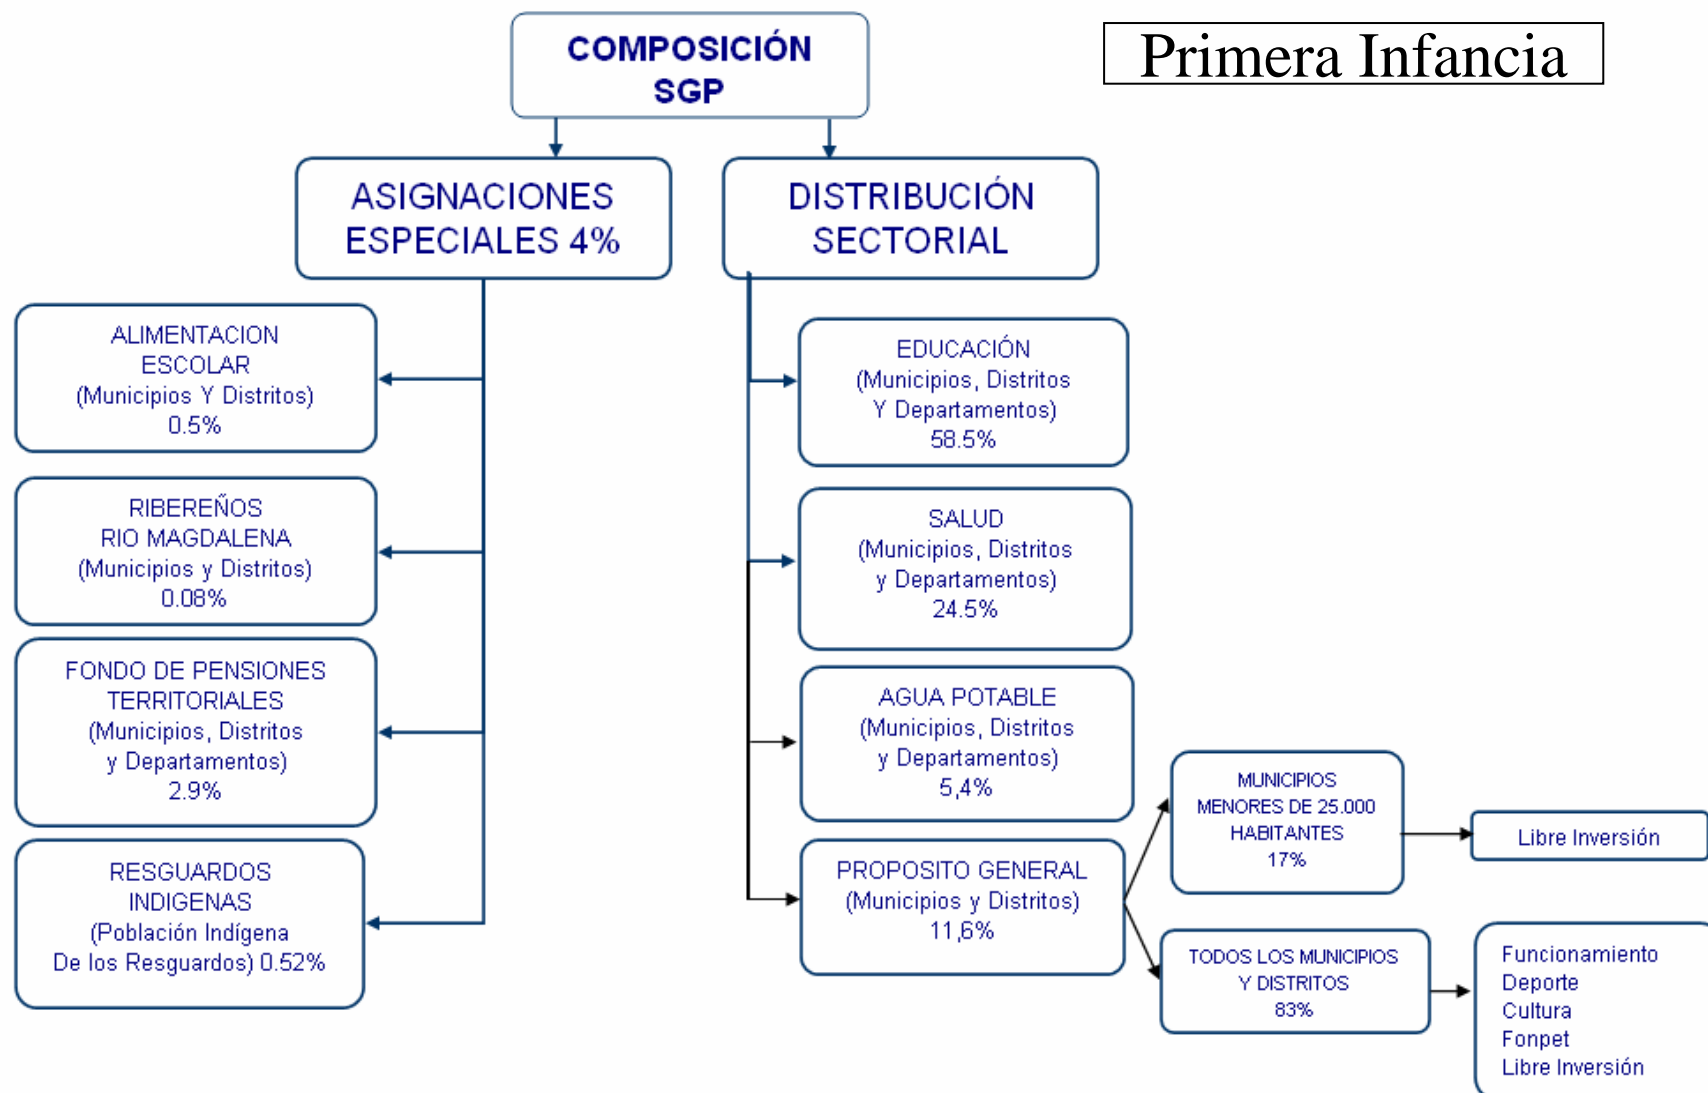 COMPOSICIÓN
SGP
Primera Infancia
ASIGNACIONES
ESPECIALES 4%
DISTRIBUCIÓN
SECTORIAL
ALIMENTACION
ESCOLAR
(Municipios Y Distritos)
0.5%
RIBEREÑOS
RIO MAGDALENA
(Municipios y Distritos)
0.08%
FONDO DE PENSIONES
TERRITORIALES
(Municipios, Distritos
y Departamentos)
2.9%
RESGUARDOS
INDIGENAS
(Población Indígena
De los Resguardos) 0.52%
EDUCACIÓN
(Municipios, Distritos
Y Departamentos)
58.5%
SALUD
(Municipios, Distritos
y Departamentos)
24.5%
AGUA POTABLE
(Municipios, Distritos
y Departamentos)
5,4%
PROPOSITO GENERAL
(Municipios y Distritos)
11,6%
MUNICIPIOS
MENORES DE 25.000
HABITANTES
17%
Libre Inversión
TODOS LOS MUNICIPIOS
Y DISTRITOS
83%
Funcionamiento
Deporte
Cultura
Fonpet
Libre Inversión